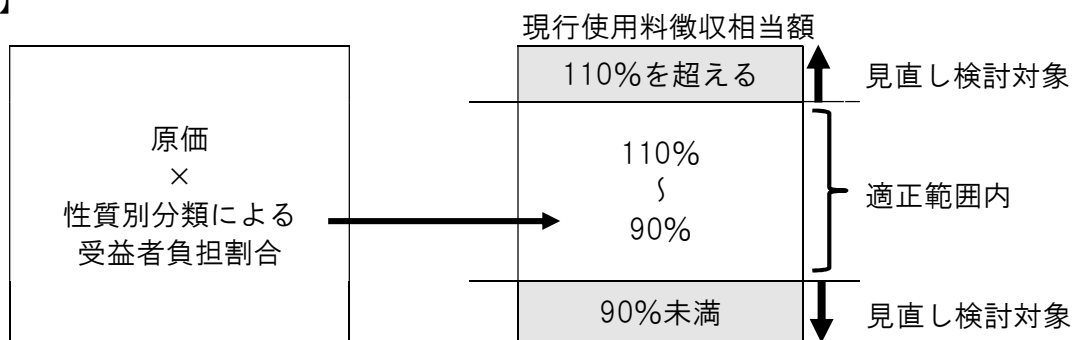 】
現行使用料徴収相当額
110%を超える
見直し検討対象
原価
×
性質別分類による
受益者負担割合
110%
∫
90%
適正範囲内
90%未満
見直し検討対象